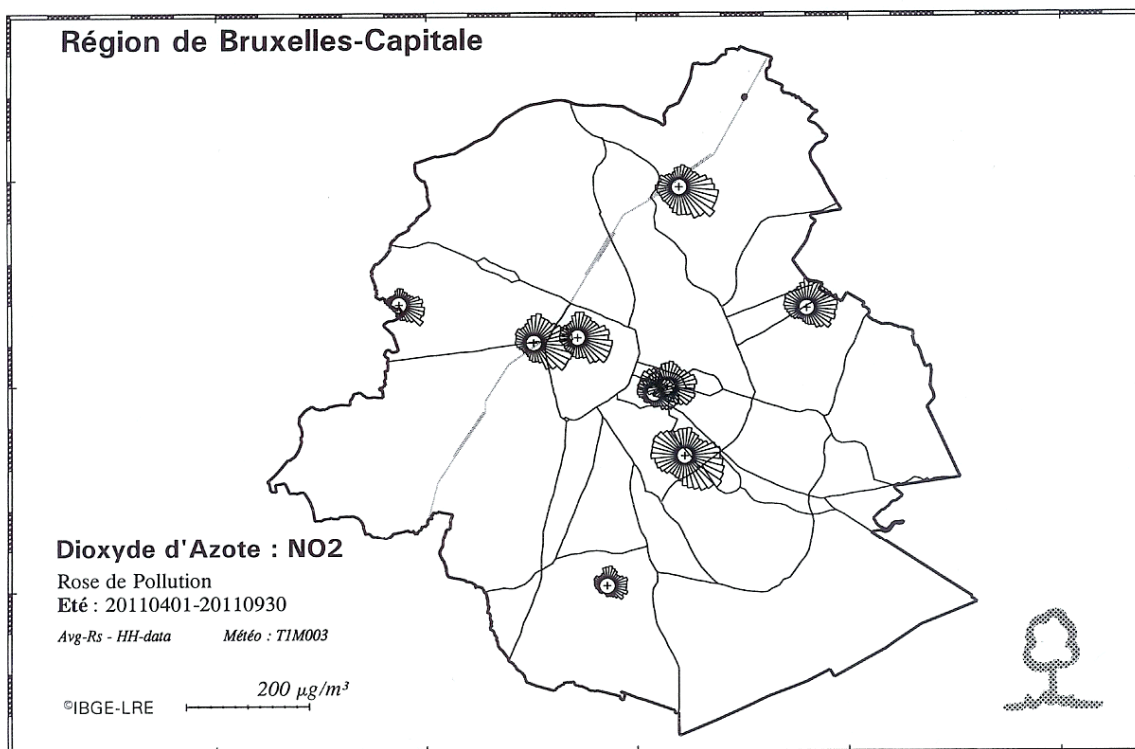 Région de Bruxelles-Capitale
Dioxyde d'Azote : NO2
Rose de Pollution
Eté : 20110401-20110930
Avg-Rs - HH-data Météo : T1M003
200 µg/m³
©IBGE-LRE